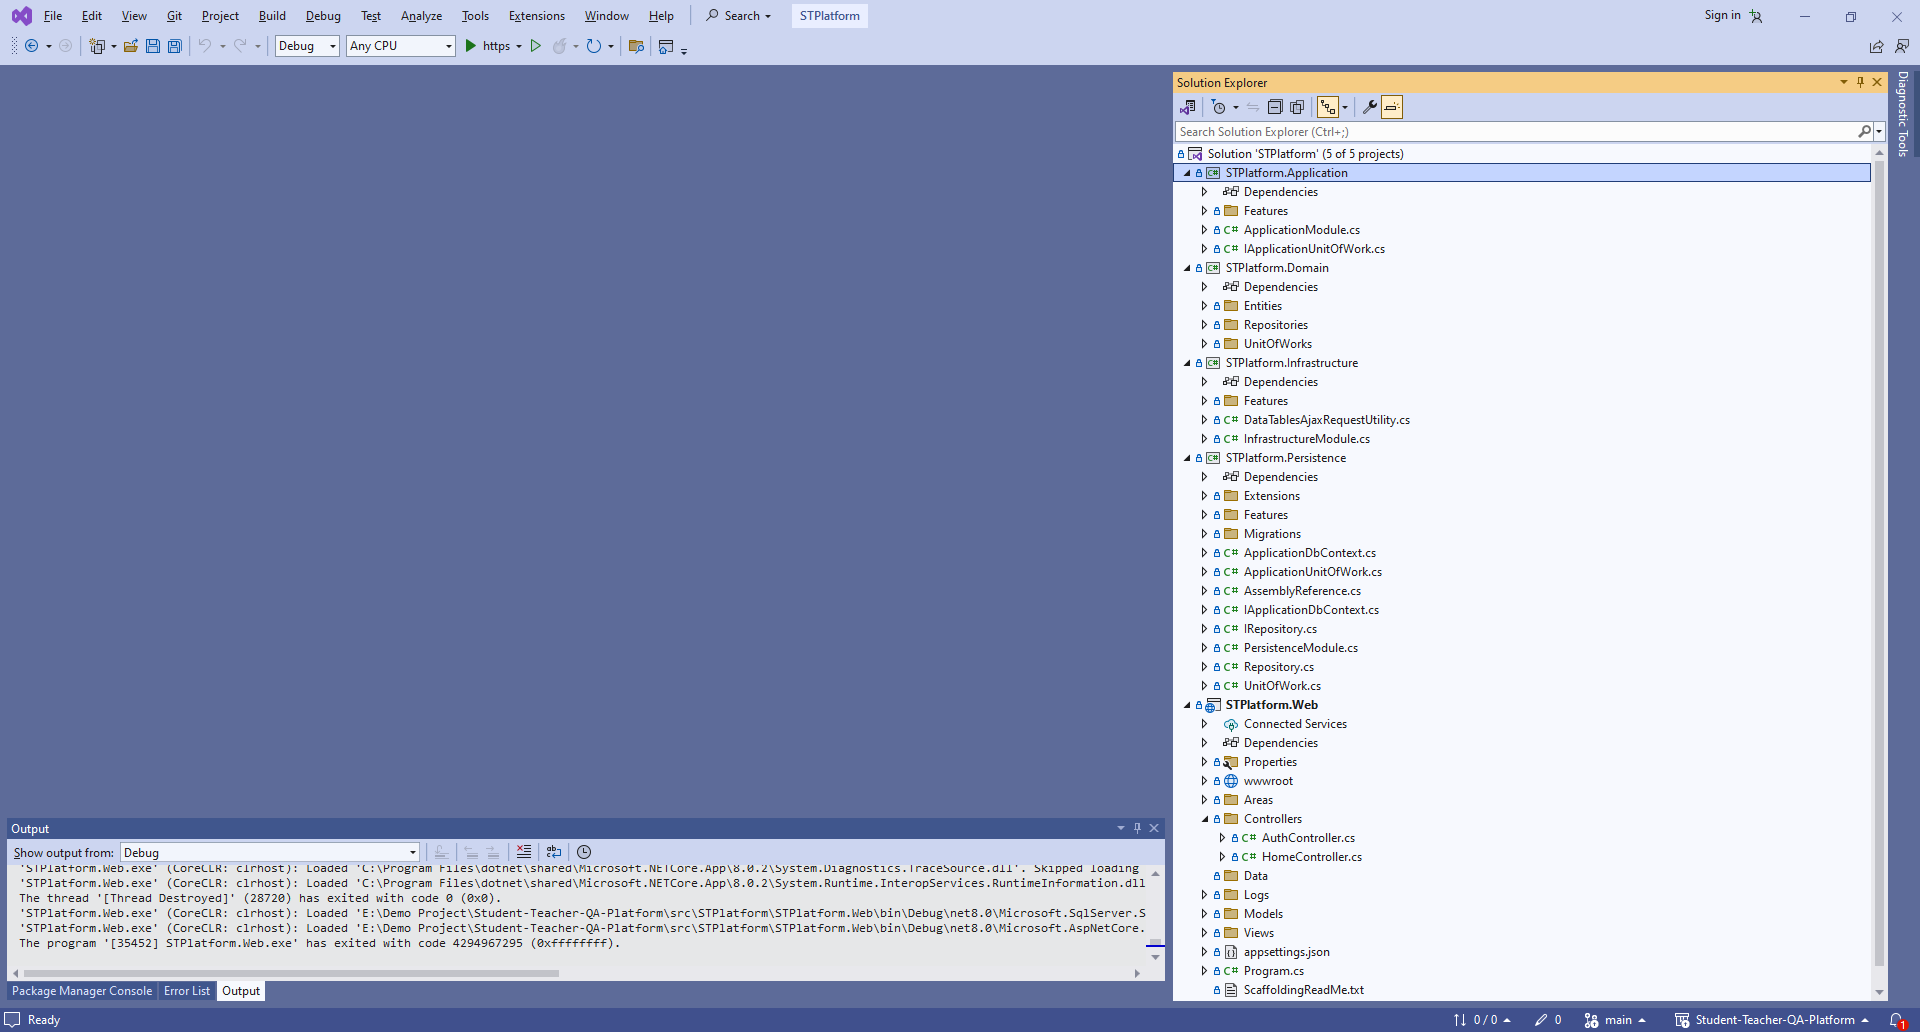 File Edit View Git Project Build Debug Test Analyze Tools Extensions Window Help Search STPlatform Sign in
Debug Any CPU https
Solution Explorer
Diagnostic Tools
Search Solution Explorer (Ctrl+;)
Solution 'STPlatform' (5 of 5 projects)
STPlatform.Application
Dependencies
Features
C# ApplicationModule.cs
C# IApplicationUnitOfWork.cs
STPlatform.Domain
Dependencies
Entities
Repositories
UnitOfWorks
STPlatform.Infrastructure
Dependencies
Features
C# DataTablesAjaxRequestUtility.cs
C# InfrastructureModule.cs
STPlatform.Persistence
Dependencies
Extensions
Features
Migrations
C# ApplicationDbContext.cs
C# ApplicationUnitOfWork.cs
C# AssemblyReference.cs
C# IApplicationDbContext.cs
C# IRepository.cs
C# PersistenceModule.cs
C# Repository.cs
C# UnitOfWork.cs
STPlatform.Web
Connected Services
Dependencies
Properties
wwwroot
Areas
Controllers
C# AuthController.cs
C# HomeController.cs
Data
Logs
Models
Views
appsettings.json
C# Program.cs
ScaffoldingReadMe.txt
Output
Show output from: Debug
'STPlatform.Web.exe' (CoreCLR: clrhost): Loaded 'C:\Program Files\dotnet\shared\Microsoft.NETCore.App\8.0.2\System.Diagnostics.TraceSource.dll'. Skipped loading
'STPlatform.Web.exe' (CoreCLR: clrhost): Loaded 'C:\Program Files\dotnet\shared\Microsoft.NETCore.App\8.0.2\System.Runtime.InteropServices.RuntimeInformation.dll
The thread '[Thread Destroyed]' (28720) has exited with code 0 (0x0).
'STPlatform.Web.exe' (CoreCLR: clrhost): Loaded 'E:\Demo Project\Student-Teacher-QA-Platform\src\STPlatform\STPlatform.Web\bin\Debug\net8.0\Microsoft.SqlServer.S
'STPlatform.Web.exe' (CoreCLR: clrhost): Loaded 'E:\Demo Project\Student-Teacher-QA-Platform\src\STPlatform\STPlatform.Web\bin\Debug\net8.0\Microsoft.AspNetCore.
The program '[35452] STPlatform.Web.exe' has exited with code 4294967295 (0xffffffff).
Package Manager Console Error List Output
Ready 0 / 0 0 main Student-Teacher-QA-Platform 1